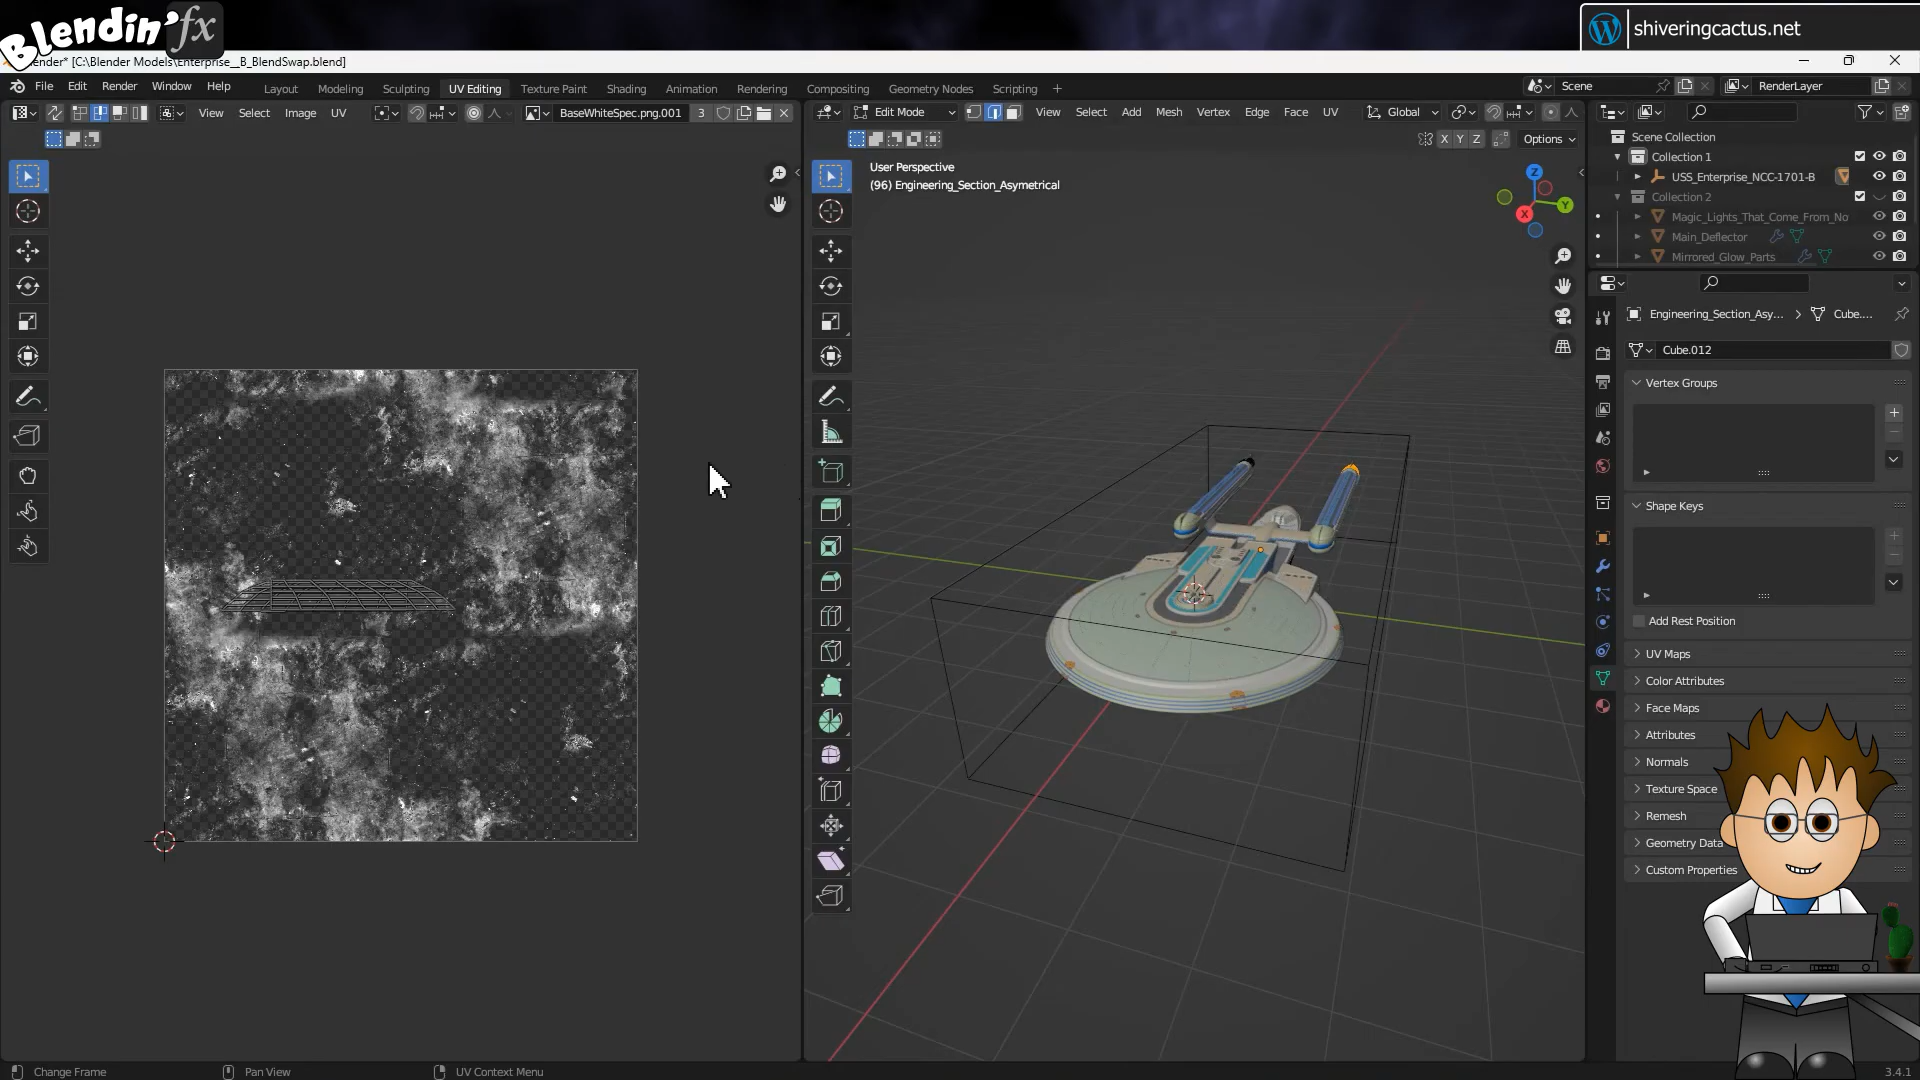 Blendin' fx
shiveringcactus.net
ender* [C:\Blender Models\Enterprise__B_BlendSwap.blend]
File Edit Render Window Help
Layout Modeling Sculpting UV Editing Texture Paint Shading Animation Rendering Compositing Geometry Nodes Scripting +
Scene
RenderLayer
View Select Image UV
BaseWhiteSpec.png.001 3
Edit Mode
View Select Add Mesh Vertex Edge Face UV
Global
X Y Z
Options
User Perspective
(96) Engineering_Section_Asymetrical
Z
Y
X
Scene Collection
Collection 1
USS_Enterprise_NCC-1701-B
Collection 2
Magic_Lights_That_Come_From_No
Main_Deflector
Mirrored_Glow_Parts
Engineering_Section_Asy... > Cube....
Cube.012
Vertex Groups
Shape Keys
Add Rest Position
UV Maps
Color Attributes
Face Maps
Attributes
Normals
Texture Space
Remesh
Geometry Data
Custom Properties
Change Frame
Pan View
UV Context Menu
3.4.1